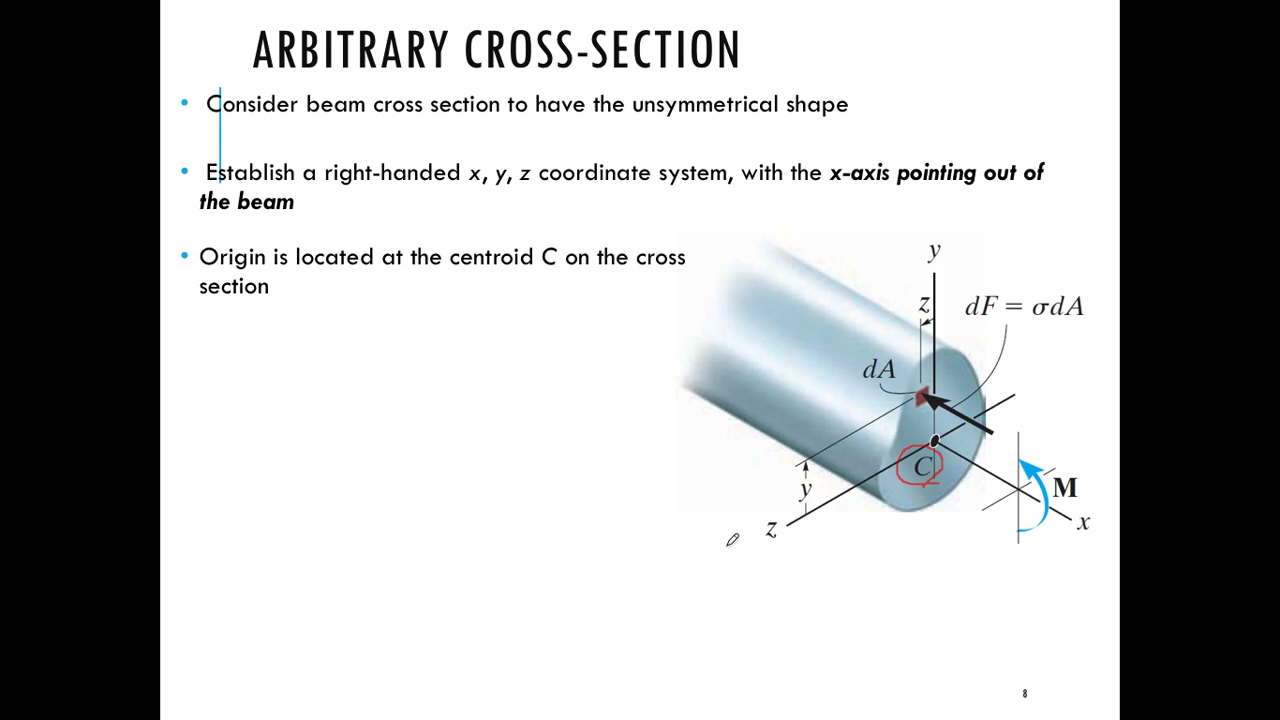 ARBITRARY CROSS-SECTION
• Consider beam cross section to have the unsymmetrical shape
• Establish a right-handed x, y, z coordinate system, with the x-axis pointing out of
the beam
• Origin is located at the centroid C on the cross
section
y
z
dF = σdA
dA
C
y
M
z
x
8